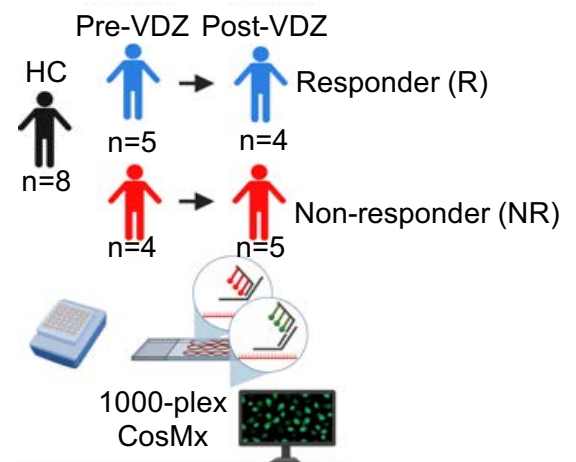 Pre-VDZ Post-VDZ
HC
Responder (R)
n=5 n=4
n=8
Non-responder (NR)
n=4 n=5
1000-plex
CosMx